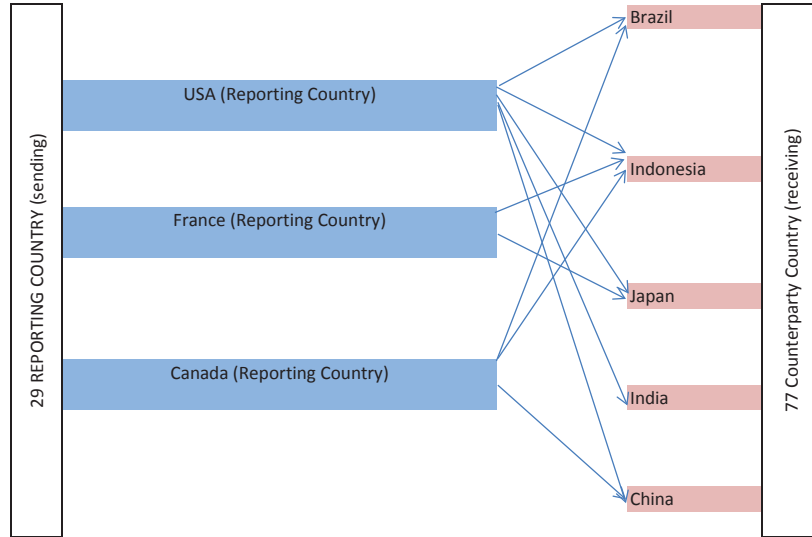 29 REPORTING COUNTRY (sending)
USA (Reporting Country)
France (Reporting Country)
Canada (Reporting Country)
Brazil
Indonesia
Japan
India
China
77 Counterparty Country (receiving)